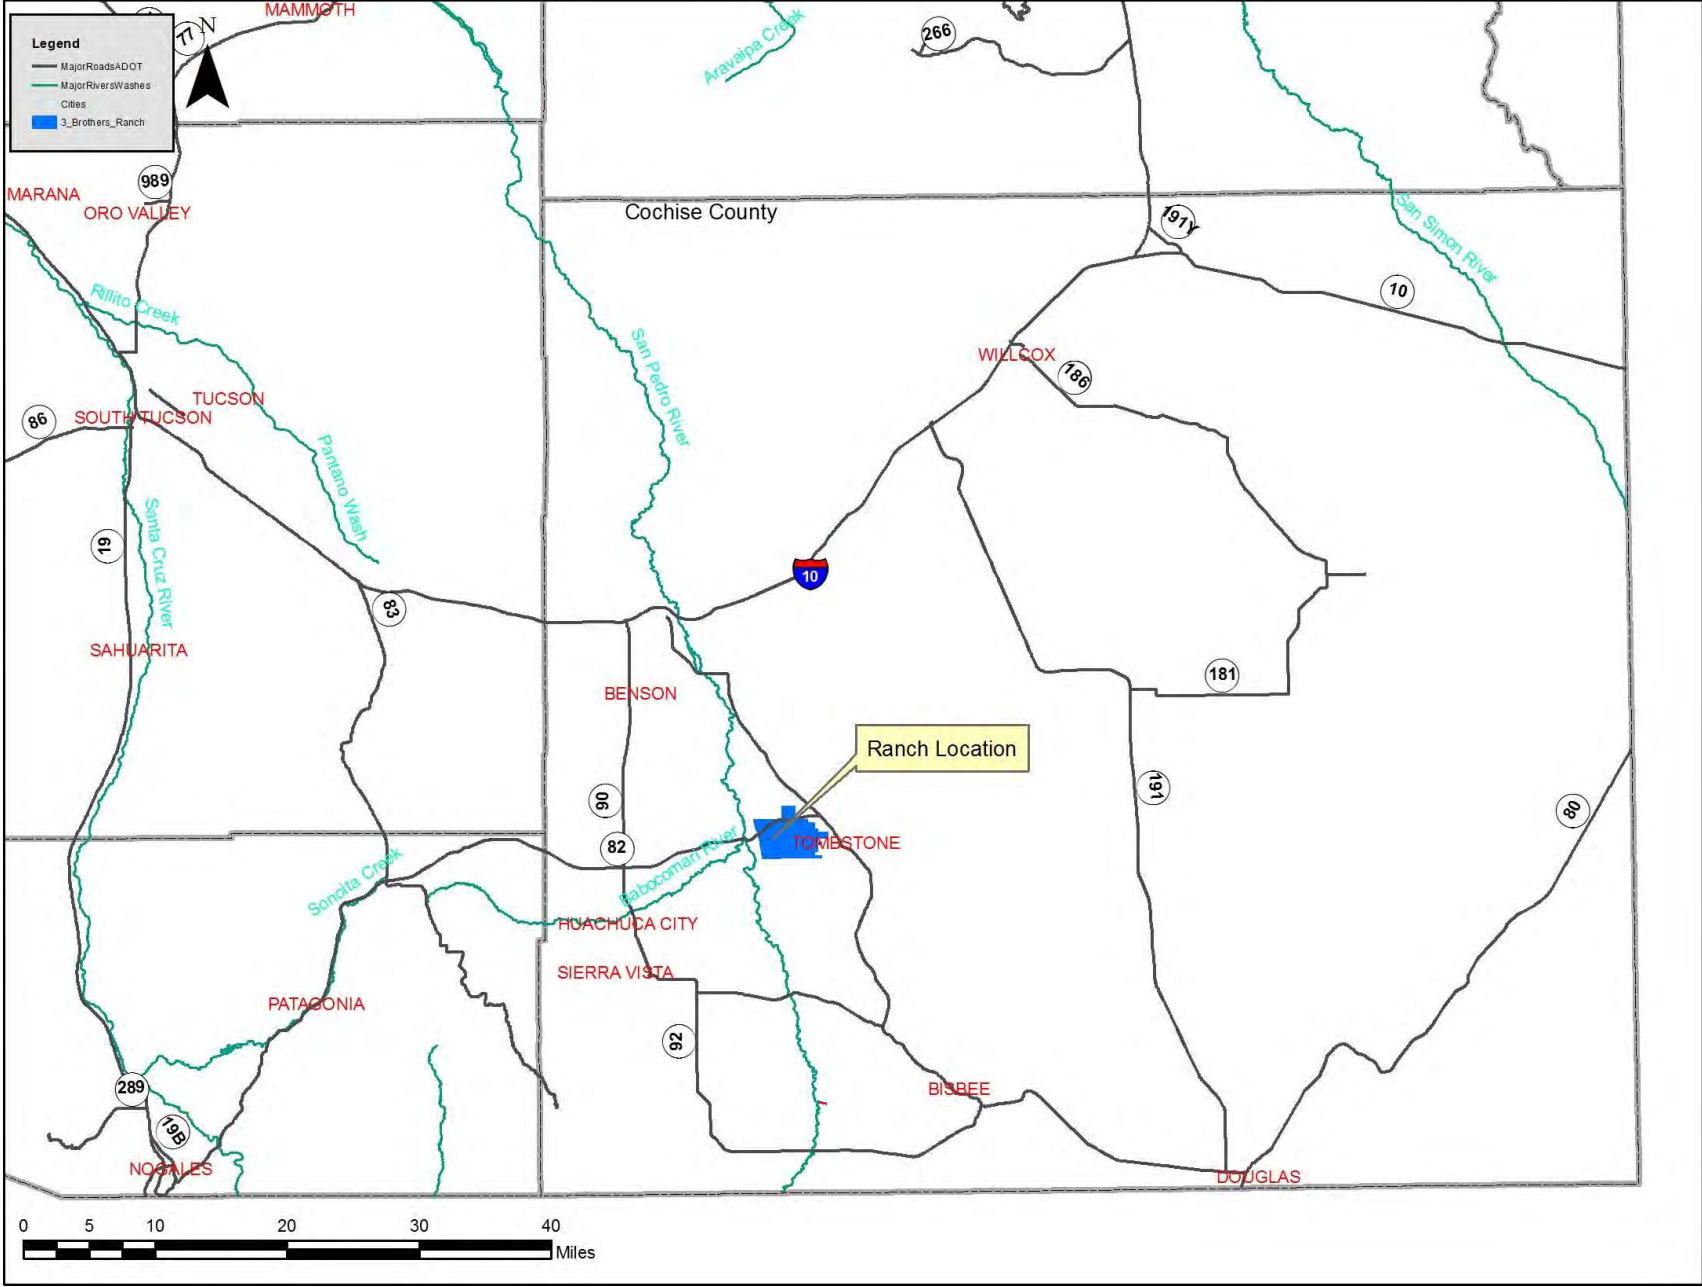 MAMMOTH
77
N
266
Aravaipa Creek
Legend
MajorRoadsADOT
MajorRiversWashes
Cities
3_Brothers_Ranch
989
MARANA
ORO VALLEY
Cochise County
191Y
San Simon River
10
Rillito Creek
San Pedro River
WILLCOX
186
TUCSON
86
SOUTH TUCSON
Pantano Wash
Santa Cruz River
19
10
83
SAHUARITA
181
BENSON
Ranch Location
191
90
80
82
TOMBSTONE
Babocomari River
Sonoita Creek
HUACHUCA CITY
SIERRA VISTA
PATAGONIA
92
289
BISBEE
19B
NOGALES
DOUGLAS
0 5 10 20 30 40
Miles